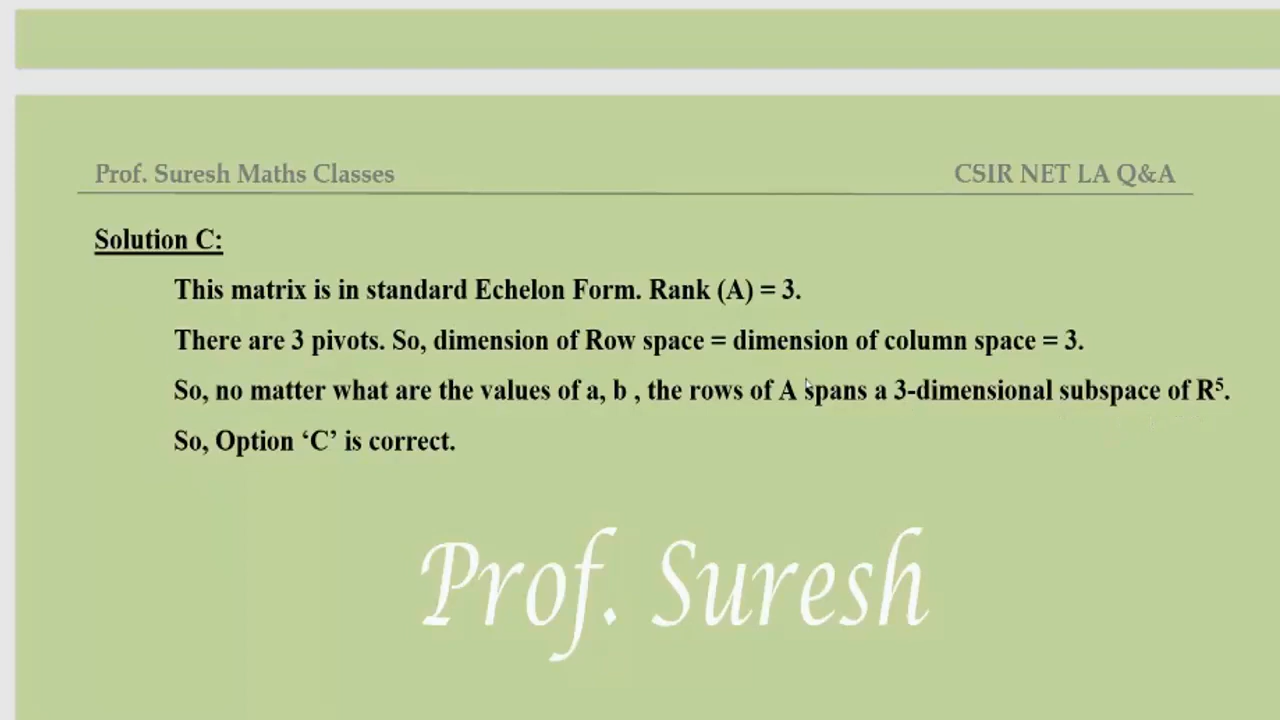 Prof. Suresh Maths Classes
CSIR NET LA Q&A
Solution C:
This matrix is in standard Echelon Form. Rank (A) = 3.
There are 3 pivots. So, dimension of Row space = dimension of column space = 3.
So, no matter what are the values of a, b , the rows of A spans a 3-dimensional subspace of R⁵.
So, Option ‘C’ is correct.
Prof. Suresh